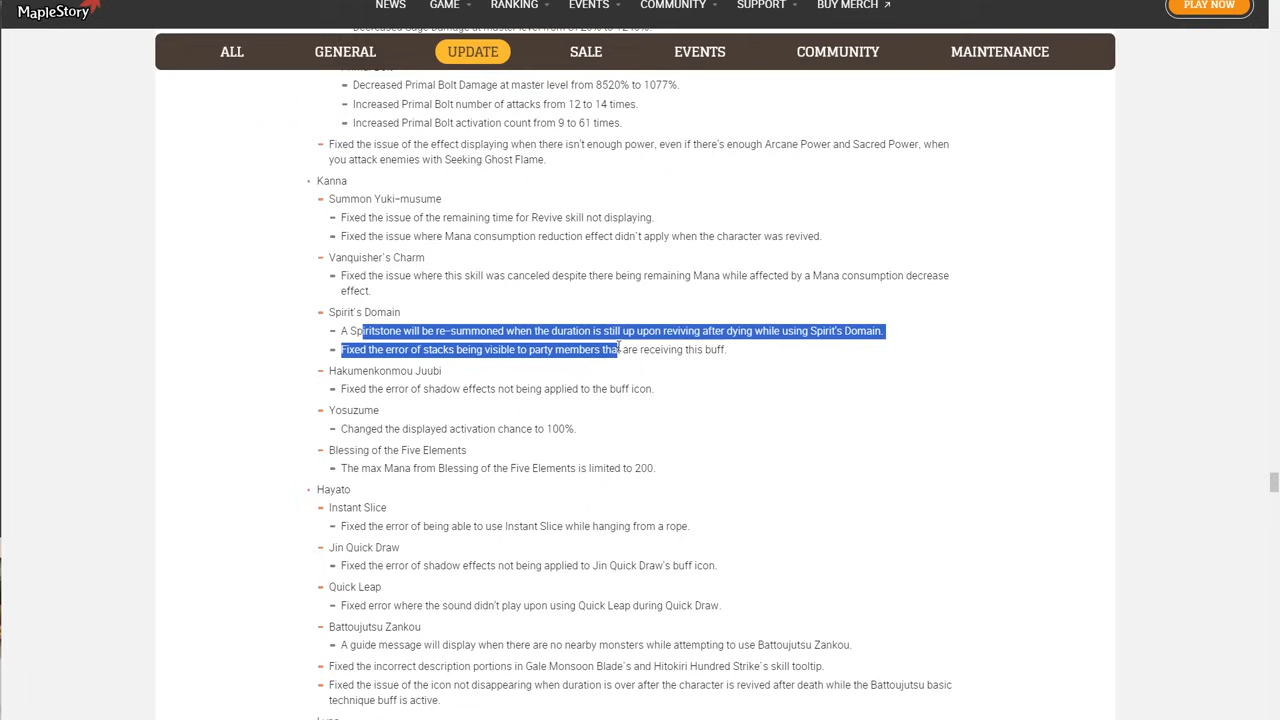 MapleStory
NEWS GAME RANKING EVENTS COMMUNITY SUPPORT BUY MERCH PLAY NOW
ALL GENERAL UPDATE SALE EVENTS COMMUNITY MAINTENANCE
Decreased Primal Bolt Damage at master level from 8520% to 1077%.
Increased Primal Bolt number of attacks from 12 to 14 times.
Increased Primal Bolt activation count from 9 to 61 times.
Fixed the issue of the effect displaying when there isn't enough power, even if there's enough Arcane Power and Sacred Power, when
you attack enemies with Seeking Ghost Flame.
Kanna
Summon Yuki-musume
Fixed the issue of the remaining time for Revive skill not displaying.
Fixed the issue where Mana consumption reduction effect didn't apply when the character was revived.
Vanquisher's Charm
Fixed the issue where this skill was canceled despite there being remaining Mana while affected by a Mana consumption decrease
effect.
Spirit's Domain
A Spiritstone will be re-summoned when the duration is still up upon reviving after dying while using Spirit's Domain.
Fixed the error of stacks being visible to party members that are receiving this buff.
Hakumenkonmou Juubi
Fixed the error of shadow effects not being applied to the buff icon.
Yosuzume
Changed the displayed activation chance to 100%.
Blessing of the Five Elements
The max Mana from Blessing of the Five Elements is limited to 200.
Hayato
Instant Slice
Fixed the error of being able to use Instant Slice while hanging from a rope.
Jin Quick Draw
Fixed the error of shadow effects not being applied to Jin Quick Draw's buff icon.
Quick Leap
Fixed error where the sound didn't play upon using Quick Leap during Quick Draw.
Battoujutsu Zankou
A guide message will display when there are no nearby monsters while attempting to use Battoujutsu Zankou.
Fixed the incorrect description portions in Gale Monsoon Blade's and Hitokiri Hundred Strike's skill tooltip.
Fixed the issue of the icon not disappearing when duration is over after the character is revived after death while the Battoujutsu basic
technique buff is active.